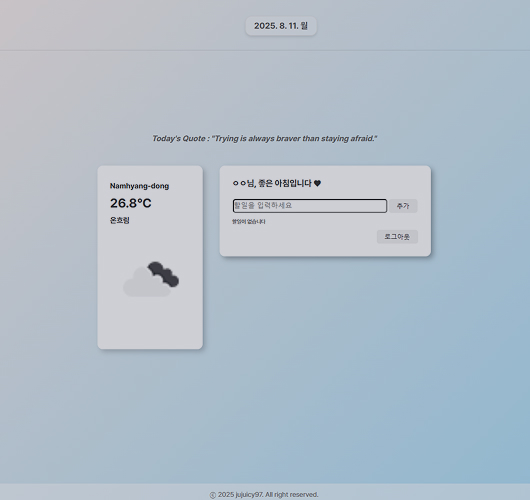 2025. 8. 11. 월
Today's Quote : "Trying is always braver than staying afraid."
Namhyang-dong
26.8℃
온흐림
ㅇㅇ님, 좋은 아침입니다 🖤
할일을 입력하세요
추가
할일이 없습니다
로그아웃
ⓒ 2025 jujuicy97. All right reserved.